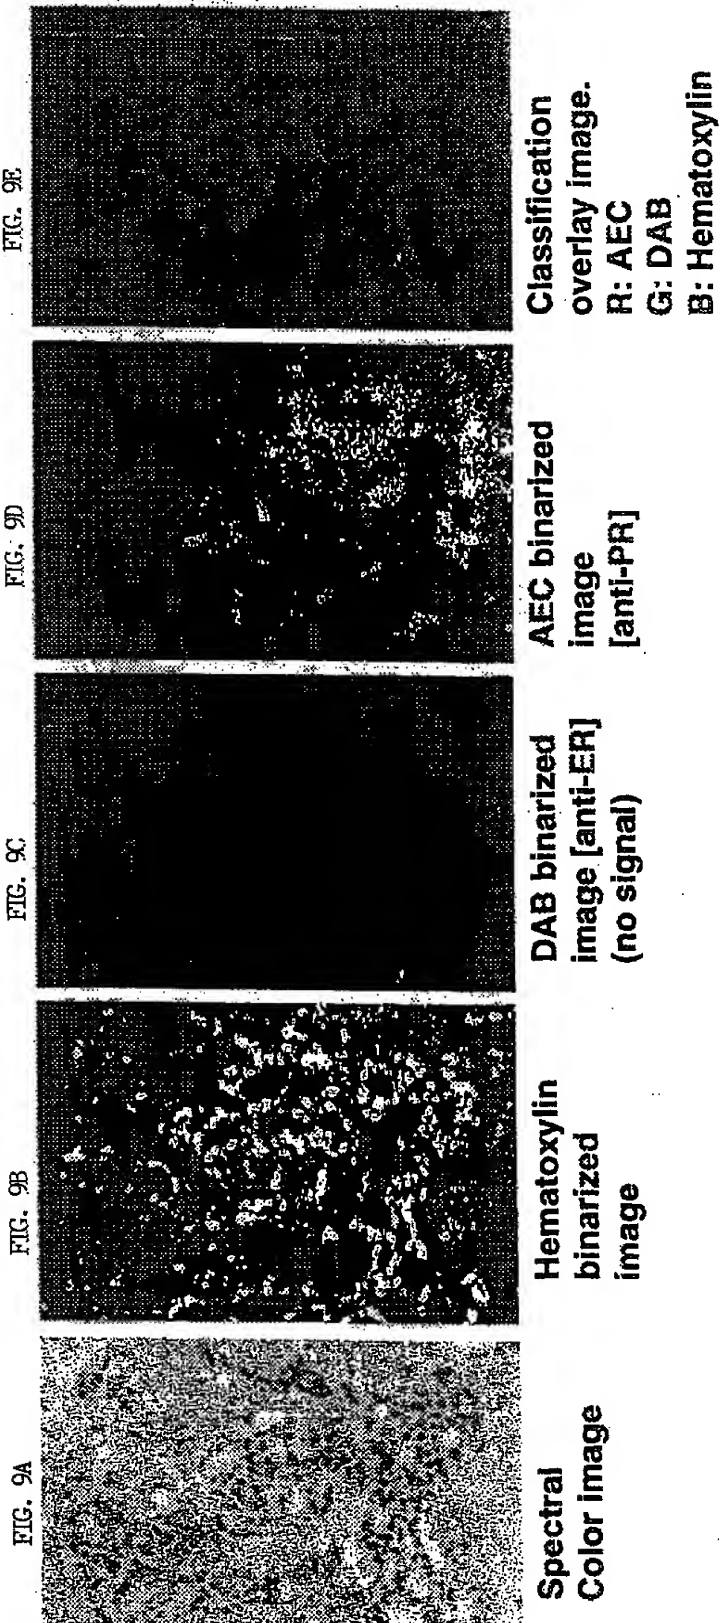 FIG. 9A
Spectral
Color image
FIG. 9B
Hematoxylin
binarized
image
FIG. 9C
DAB binarized
image [anti-ER]
(no signal)
FIG. 9D
AEC binarized
image
[anti-PR]
FIG. 9E
Classification
overlay image.
R: AEC
G: DAB
B: Hematoxylin